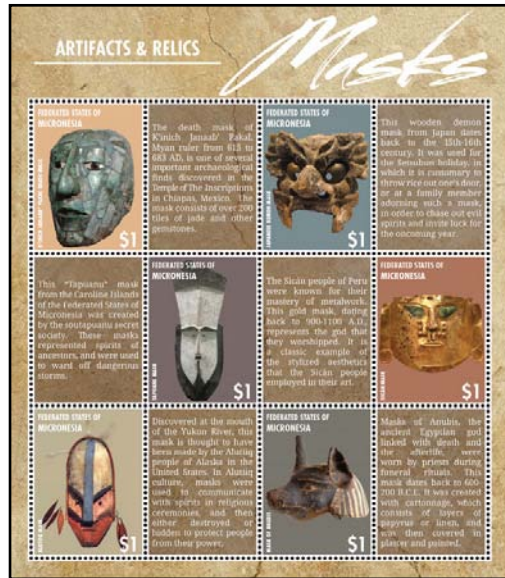 ARTIFACTS & RELICS
Masks
FEDERATED STATES OF
MICRONESIA
$1
The death mask of
K'inich Janaab' Pakal,
Myan ruler from 615 to
683 AD, is one of several
important archaeological
finds discovered in the
Temple of The Inscriptions
in Chiapas, Mexico. The
mask consists of over 200
tiles of jade and other
gemstones.
FEDERATED STATES OF
MICRONESIA
JAPANESE DEMON MASK
$1
This wooden demon
mask from Japan dates
back to the 15th-16th
century. It was used for
the Setsubun holiday, in
which it is customary to
throw rice out one's door,
or at a family member
adorning such a mask,
in order to chase out evil
spirits and invite luck for
the oncoming year.
This "Tapuanu" mask
from the Caroline Islands
of the Federated States of
Micronesia was created
by the soutapuanu secret
society. These masks
represented spirits of
ancestors, and were used
to ward off dangerous
storms.
FEDERATED STATES OF
MICRONESIA
TAPUANU MASK
$1
The Sicán people of Peru
were known for their
mastery of metalwork.
This gold mask, dating
back to 900-1100 A.D.,
represents the god that
they worshipped. It is
a classic example of
the stylized aesthetics
that the Sicán people
employed in their art.
FEDERATED STATES OF
MICRONESIA
SICÁN MASK
$1
FEDERATED STATES OF
MICRONESIA
ALUTIIQ MASK
$1
Discovered at the mouth
of the Yukon River, this
mask is thought to have
been made by the Alutiiq
people of Alaska in the
United States. In Alutiiq
culture, masks were
used to communicate
with spirits in religious
ceremonies, and then
either destroyed or
hidden to protect people
from their power.
FEDERATED STATES OF
MICRONESIA
MASK OF ANUBIS
$1
Masks of Anubis, the
ancient Egyptian god
linked with death and
the afterlife, were
worn by priests during
funeral rituals. This
mask dates back to 600-
200 B.C.E. It was created
with cartonnage, which
consists of layers of
papyrus or linen, and
was then covered in
plaster and painted.